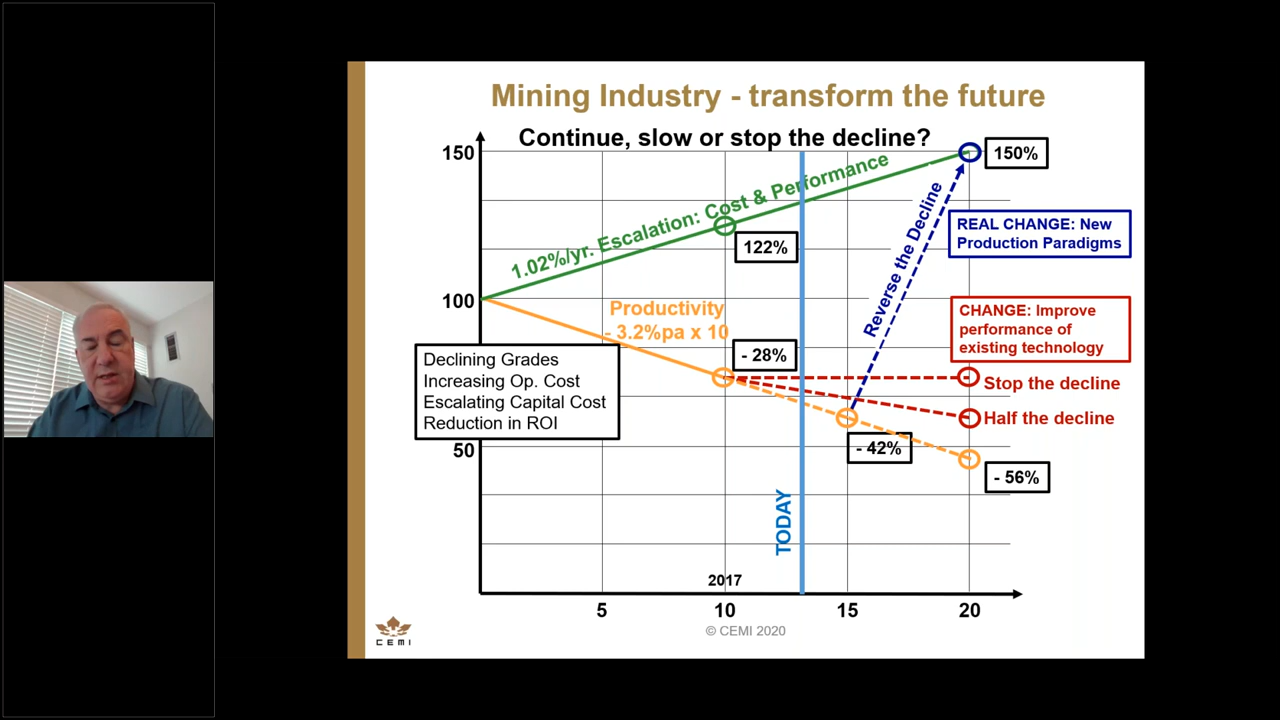 Mining Industry - transform the future
Continue, slow or stop the decline?
150
150%
1.02%/yr. Escalation: Cost & Performance
122%
Reverse the Decline
REAL CHANGE: New
Production Paradigms
100
Productivity
- 3.2%pa x 10
- 28%
CHANGE: Improve
performance of
existing technology
Declining Grades
Increasing Op. Cost
Escalating Capital Cost
Reduction in ROI
Stop the decline
Half the decline
50
- 42%
- 56%
TODAY
2017
5
10
15
20
© CEMI 2020
CEMI